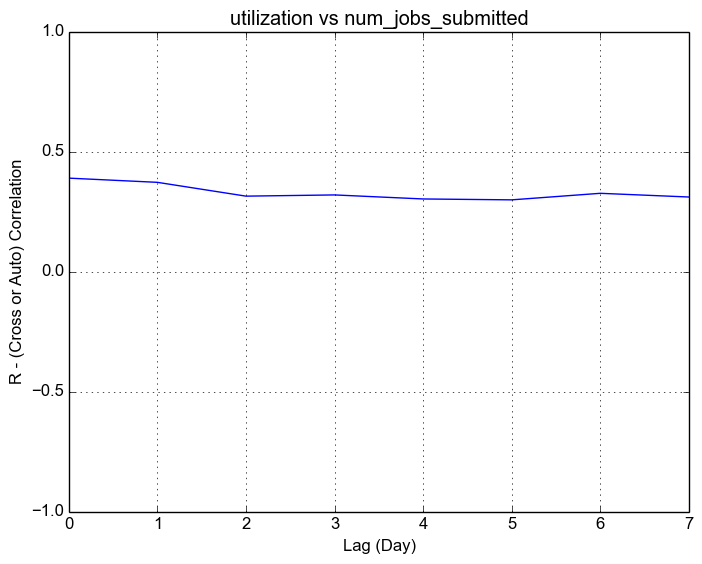 utilization vs num_jobs_submitted
R - (Cross or Auto) Correlation
1.0
0.5
0.0
−0.5
−1.0
0 1 2 3 4 5 6 7
Lag (Day)